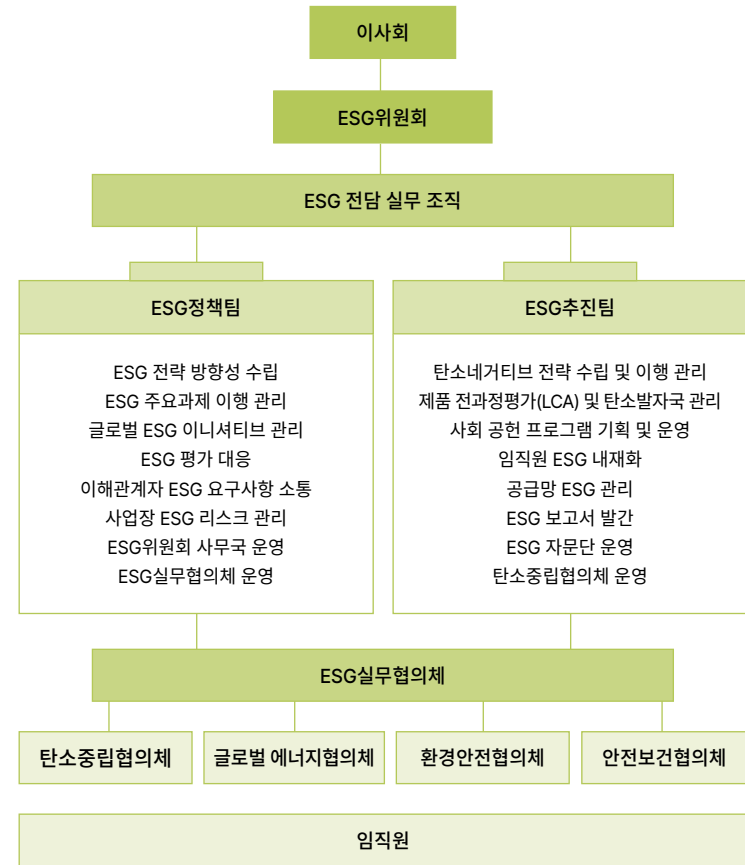 이사회
ESG위원회
ESG 전담 실무 조직
ESG정책팀
ESG 전략 방향성 수립
ESG 주요과제 이행 관리
글로벌 ESG 이니셔티브 관리
ESG 평가 대응
이해관계자 ESG 요구사항 소통
사업장 ESG 리스크 관리
ESG위원회 사무국 운영
ESG실무협의체 운영
ESG추진팀
탄소네거티브 전략 수립 및 이행 관리
제품 전과정평가(LCA) 및 탄소발자국 관리
사회 공헌 프로그램 기획 및 운영
임직원 ESG 내재화
공급망 ESG 관리
ESG 보고서 발간
ESG 자문단 운영
탄소중립협의체 운영
ESG실무협의체
탄소중립협의체
글로벌 에너지협의체
환경안전협의체
안전보건협의체
임직원